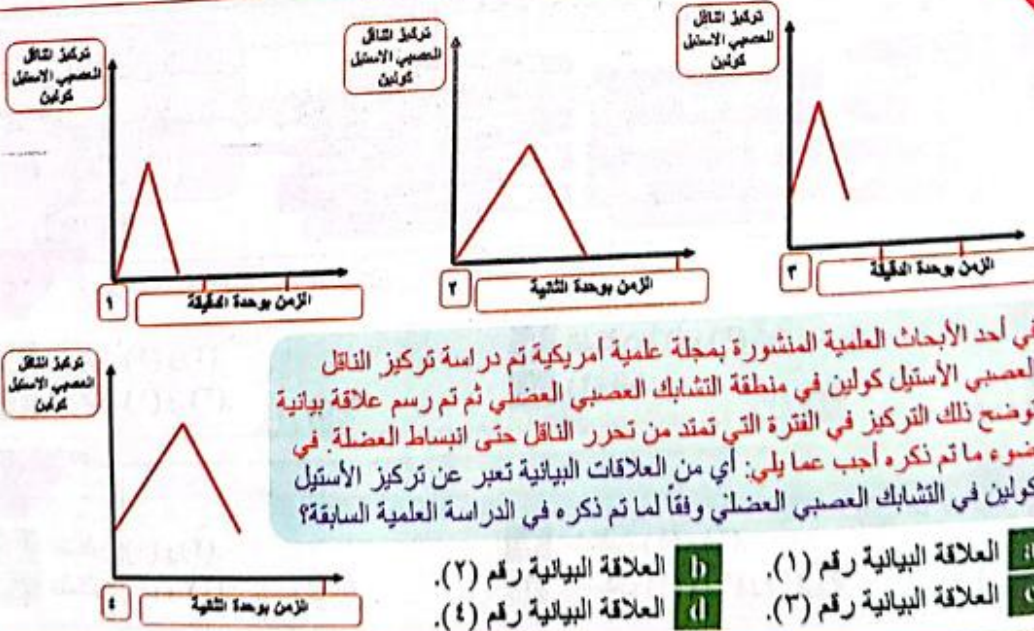 تركيز الناقل
العصبي الاستيل
كولين
الزمن بوحدة الدقيقة
١
تركيز الناقل
العصبي الاستيل
كولين
الزمن بوحدة الثانية
٢
تركيز الناقل
العصبي الاستيل
كولين
الزمن بوحدة الدقيقة
٣
تركيز الناقل
العصبي الاستيل
كولين
الزمن بوحدة الثانية
٤
في أحد الأبحاث العلمية المنشورة بمجلة علمية أمريكية تم دراسة تركيز الناقل
العصبي الأستيل كولين في منطقة التشابك العصبي العضلي ثم تم رسم علاقة بيانية
توضح ذلك التركيز في الفترة التي تمتد من تحرر الناقل حتى انبساط العضلة في
ضوء ما تم ذكره أجب عما يلي: أي من العلاقات البيانية تعبر عن تركيز الأستيل
كولين في التشابك العصبي العضلي وفقاً لما تم ذكره في الدراسة العلمية السابقة؟
a العلاقة البيانية رقم (١).
b العلاقة البيانية رقم (٢).
c العلاقة البيانية رقم (٣).
d العلاقة البيانية رقم (٤).